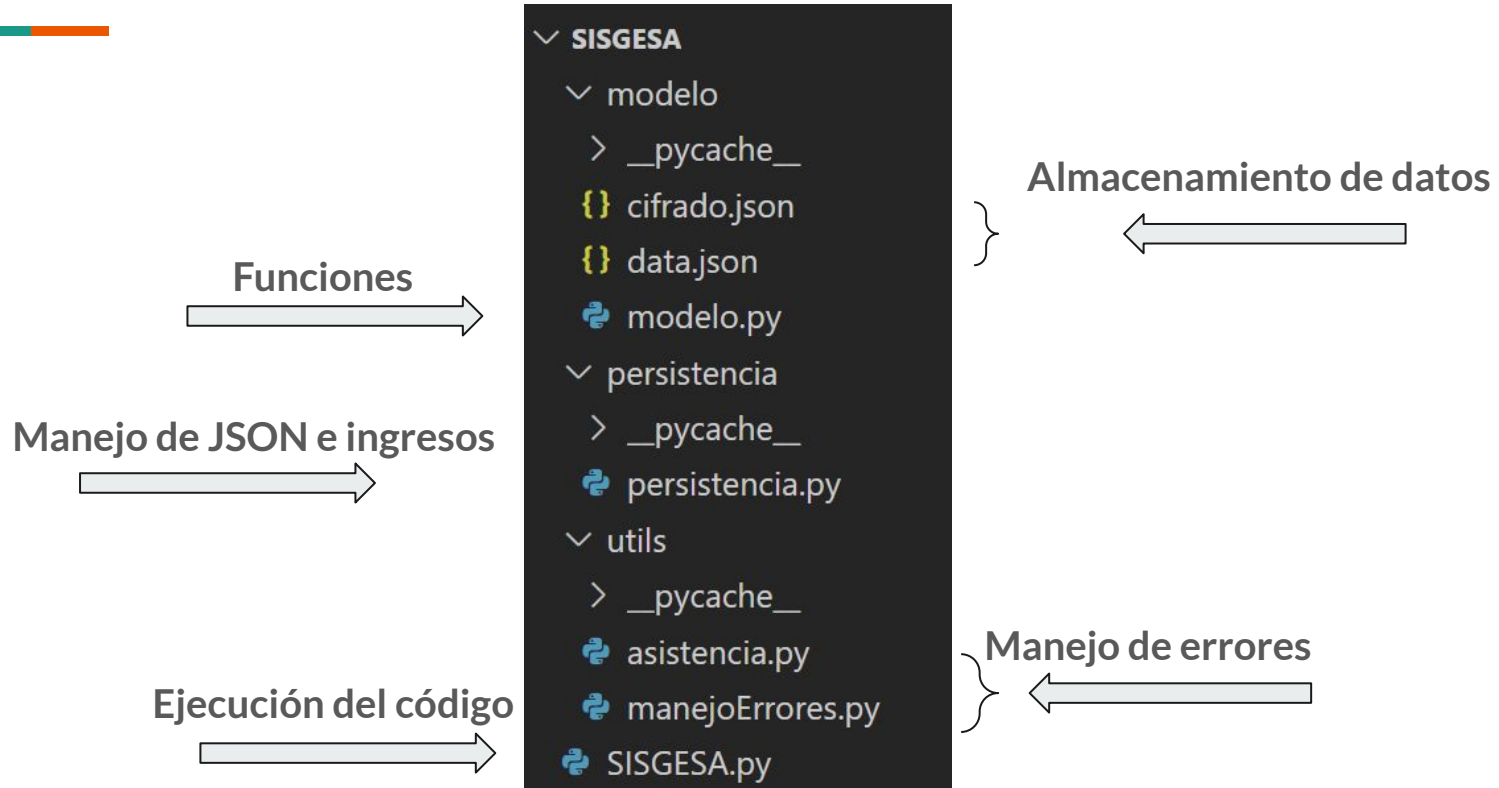 SISGESA
modelo
__pycache__
cifrado.json
data.json
modelo.py
persistencia
__pycache__
persistencia.py
utils
__pycache__
asistencia.py
manejoErrores.py
SISGESA.py
Funciones
Manejo de JSON e ingresos
Ejecución del código
Almacenamiento de datos
Manejo de errores